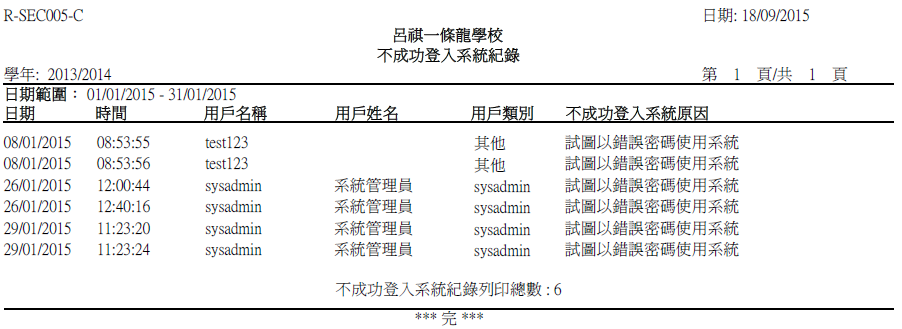 R-SEC005-C 日期: 18/09/2015
呂祺一條龍學校
不成功登入系統紀錄
學年: 2013/2014 第 1 頁/共 1 頁
日期範圍： 01/01/2015 - 31/01/2015
日期 時間 用戶名稱 用戶姓名 用戶類別 不成功登入系統原因
08/01/2015 08:53:55 test123 其他 試圖以錯誤密碼使用系統
08/01/2015 08:53:56 test123 其他 試圖以錯誤密碼使用系統
26/01/2015 12:00:44 sysadmin 系統管理員 sysadmin 試圖以錯誤密碼使用系統
26/01/2015 12:40:16 sysadmin 系統管理員 sysadmin 試圖以錯誤密碼使用系統
29/01/2015 11:23:20 sysadmin 系統管理員 sysadmin 試圖以錯誤密碼使用系統
29/01/2015 11:23:24 sysadmin 系統管理員 sysadmin 試圖以錯誤密碼使用系統
不成功登入系統紀錄列印總數 : 6
*** 完 ***